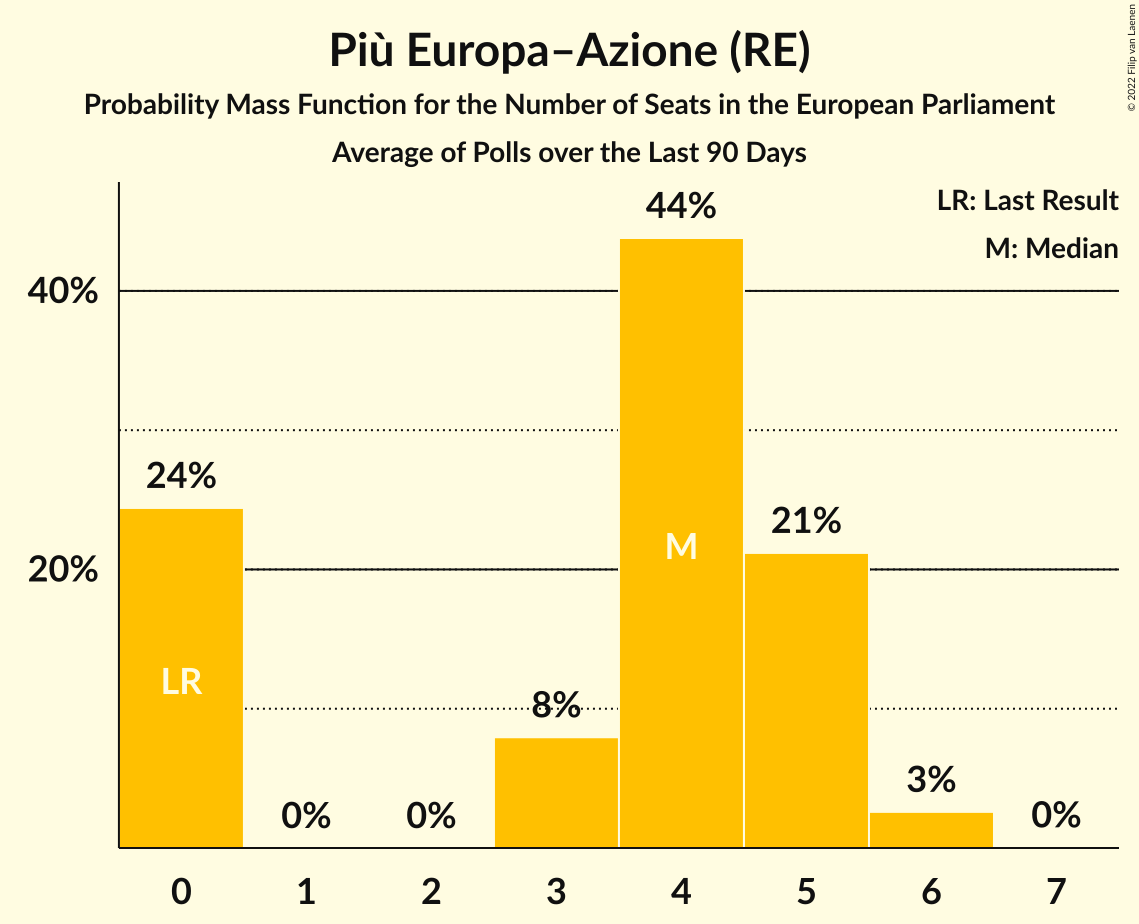 Più Europa–Azione (RE)
Probability Mass Function for the Number of Seats in the European Parliament
Average of Polls over the Last 90 Days
© 2022 Filip van Laenen
LR: Last Result
M: Median
40%
20%
24%
0%
0%
8%
44%
21%
3%
0%
LR
M
0 1 2 3 4 5 6 7